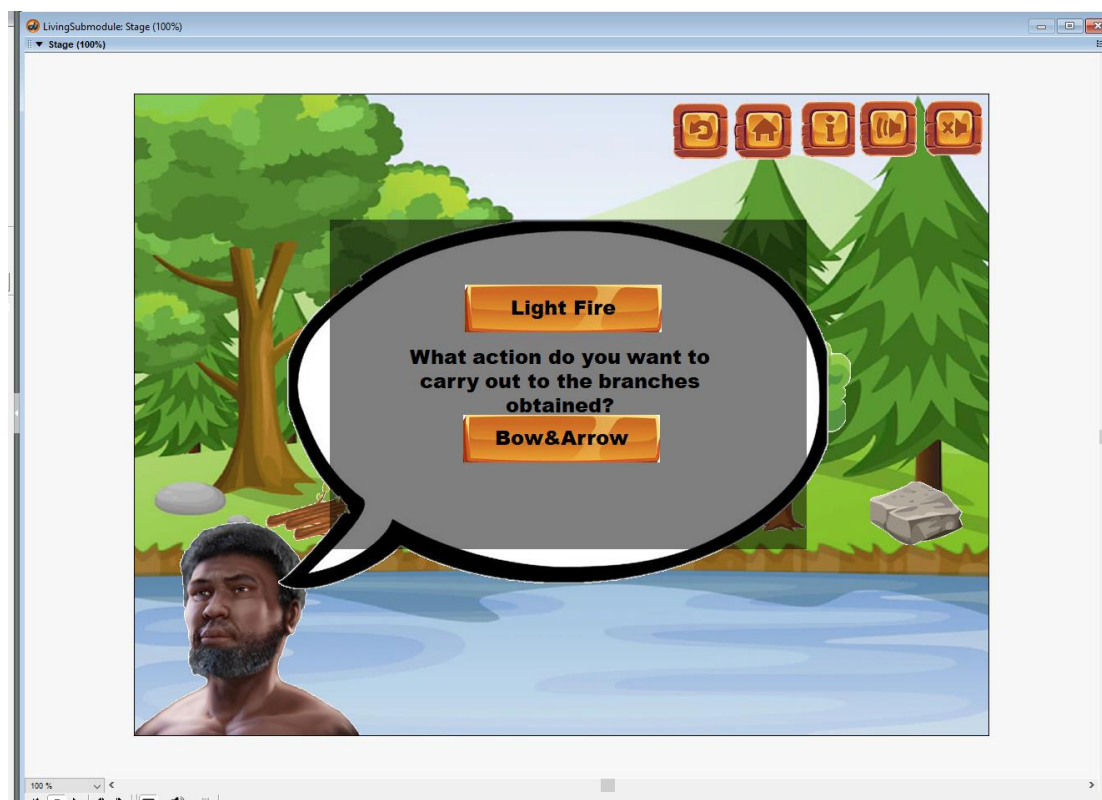 LivingSubmodule: Stage (100%)
Stage (100%)
Light Fire
What action do you want to
carry out to the branches
obtained?
Bow&Arrow
100 %